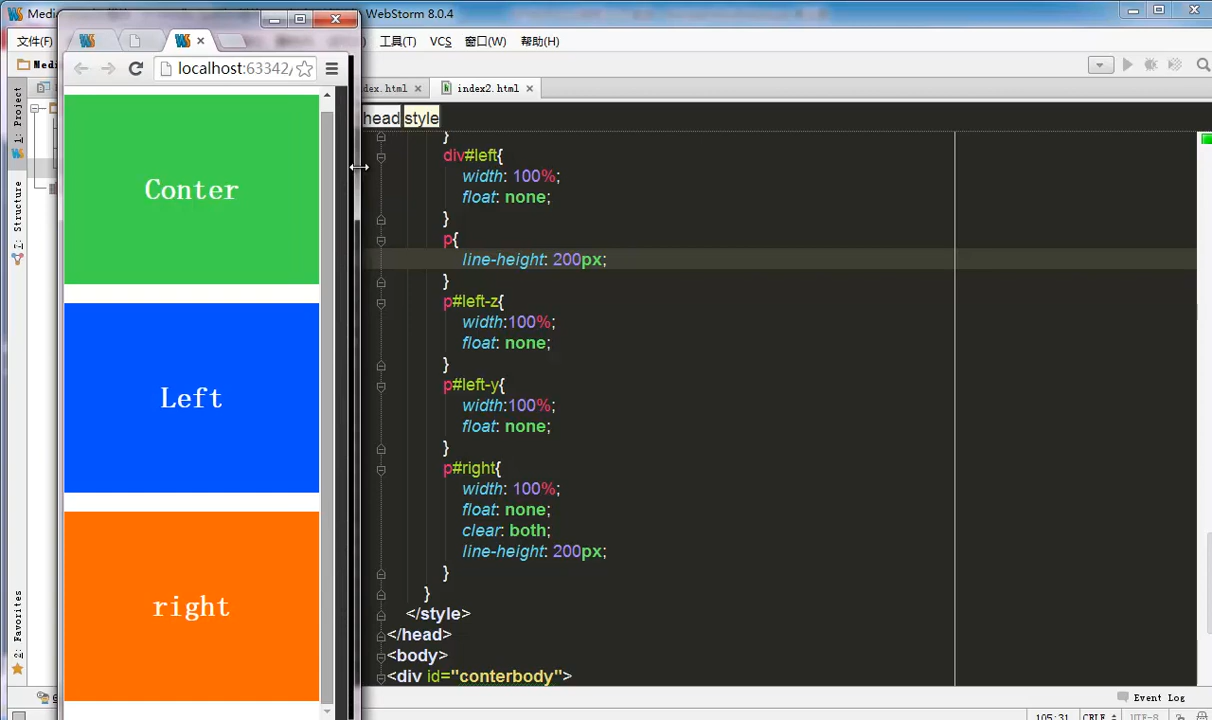 Media
WebStorm 8.0.4
文件(F)
工具(T) VCS 窗口(W) 帮助(H)
Med
localhost:63342/
dex.html
index2.html
head style
1: Project
7: Structure
2: Favorites
Conter
Left
right
}
div#left{
width: 100%;
float: none;
}
p{
line-height: 200px;
}
p#left-z{
width:100%;
float: none;
}
p#left-y{
width:100%;
float: none;
}
p#right{
width: 100%;
float: none;
clear: both;
line-height: 200px;
}
}
</style>
</head>
<body>
<div id="conterbody">
Event Log
105:31 CRLF UTF-8